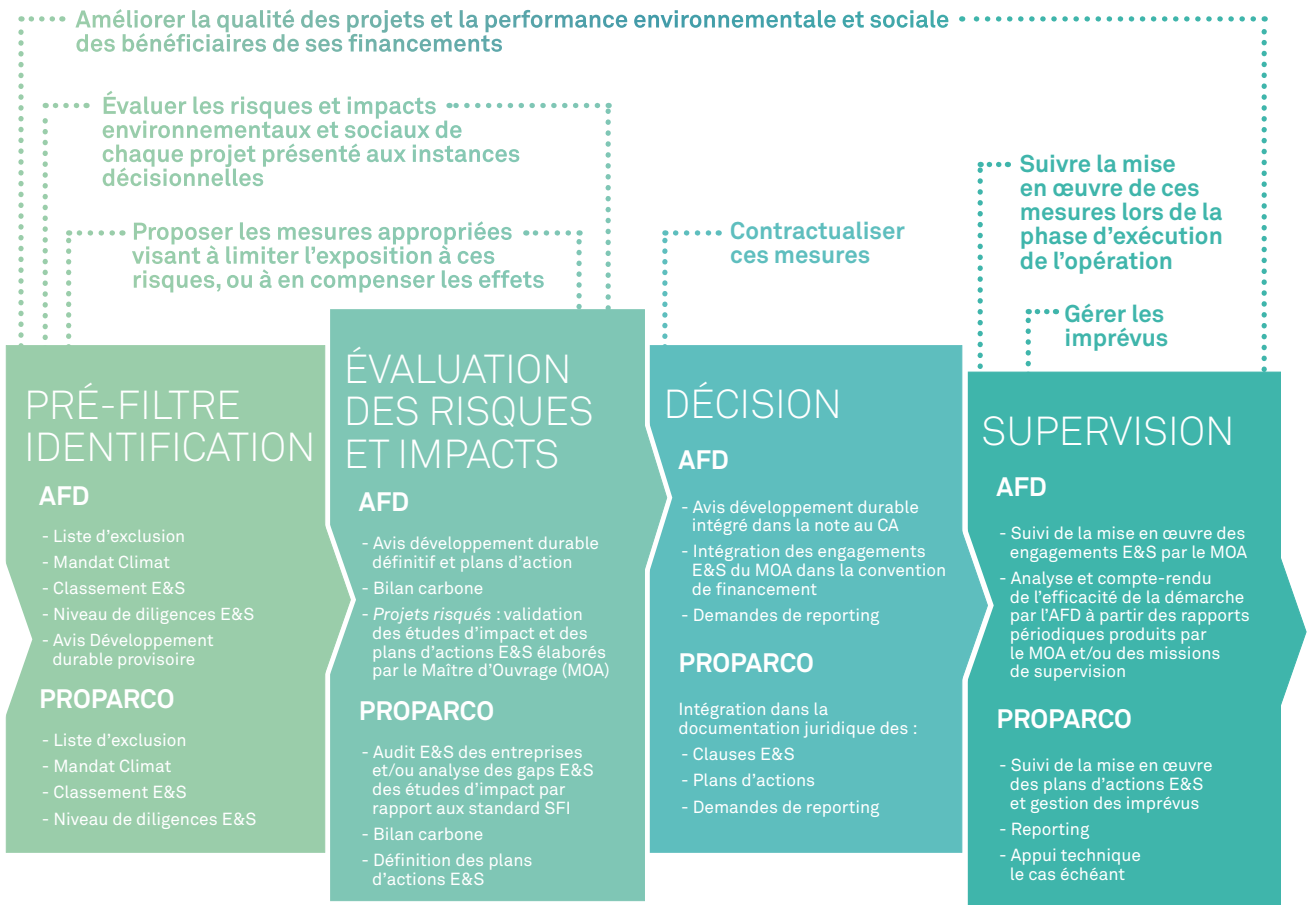 Améliorer la qualité des projets et la performance environnementale et sociale
des bénéficiaires de ses financements
Évaluer les risques et impacts
environnementaux et sociaux de
chaque projet présenté aux instances
décisionnelles
Proposer les mesures appropriées
visant à limiter l'exposition à ces
risques, ou à en compenser les effets
Contractualiser
ces mesures
Suivre la mise
en œuvre de ces
mesures lors de la
phase d'exécution
de l'opération
Gérer les
imprévus
PRÉ-FILTRE
IDENTIFICATION
AFD
- Liste d'exclusion
- Mandat Climat
- Classement E&S
- Niveau de diligences E&S
- Avis Développement
durable provisoire
PROPARCO
- Liste d'exclusion
- Mandat Climat
- Classement E&S
- Niveau de diligences E&S
ÉVALUATION
DES RISQUES
ET IMPACTS
AFD
- Avis développement durable
définitif et plans d'action
- Bilan carbone
- Projets risqués : validation
des études d'impact et des
plans d'actions E&S élaborés
par le Maître d'Ouvrage (MOA)
PROPARCO
- Audit E&S des entreprises
et/ou analyse des gaps E&S
des études d'impact par
rapport aux standard SFI
- Bilan carbone
- Définition des plans
d'actions E&S
DÉCISION
AFD
- Avis développement durable
intégré dans la note au CA
- Intégration des engagements
E&S du MOA dans la convention
de financement
- Demandes de reporting
PROPARCO
Intégration dans la
documentation juridique des :
- Clauses E&S
- Plans d'actions
- Demandes de reporting
SUPERVISION
AFD
- Suivi de la mise en œuvre des
engagements E&S par le MOA
- Analyse et compte-rendu
de l'efficacité de la démarche
par l'AFD à partir des rapports
périodiques produits par
le MOA et/ou des missions
de supervision
PROPARCO
- Suivi de la mise en œuvre
des plans d'actions E&S
et gestion des imprévus
- Reporting
- Appui technique
le cas échéant